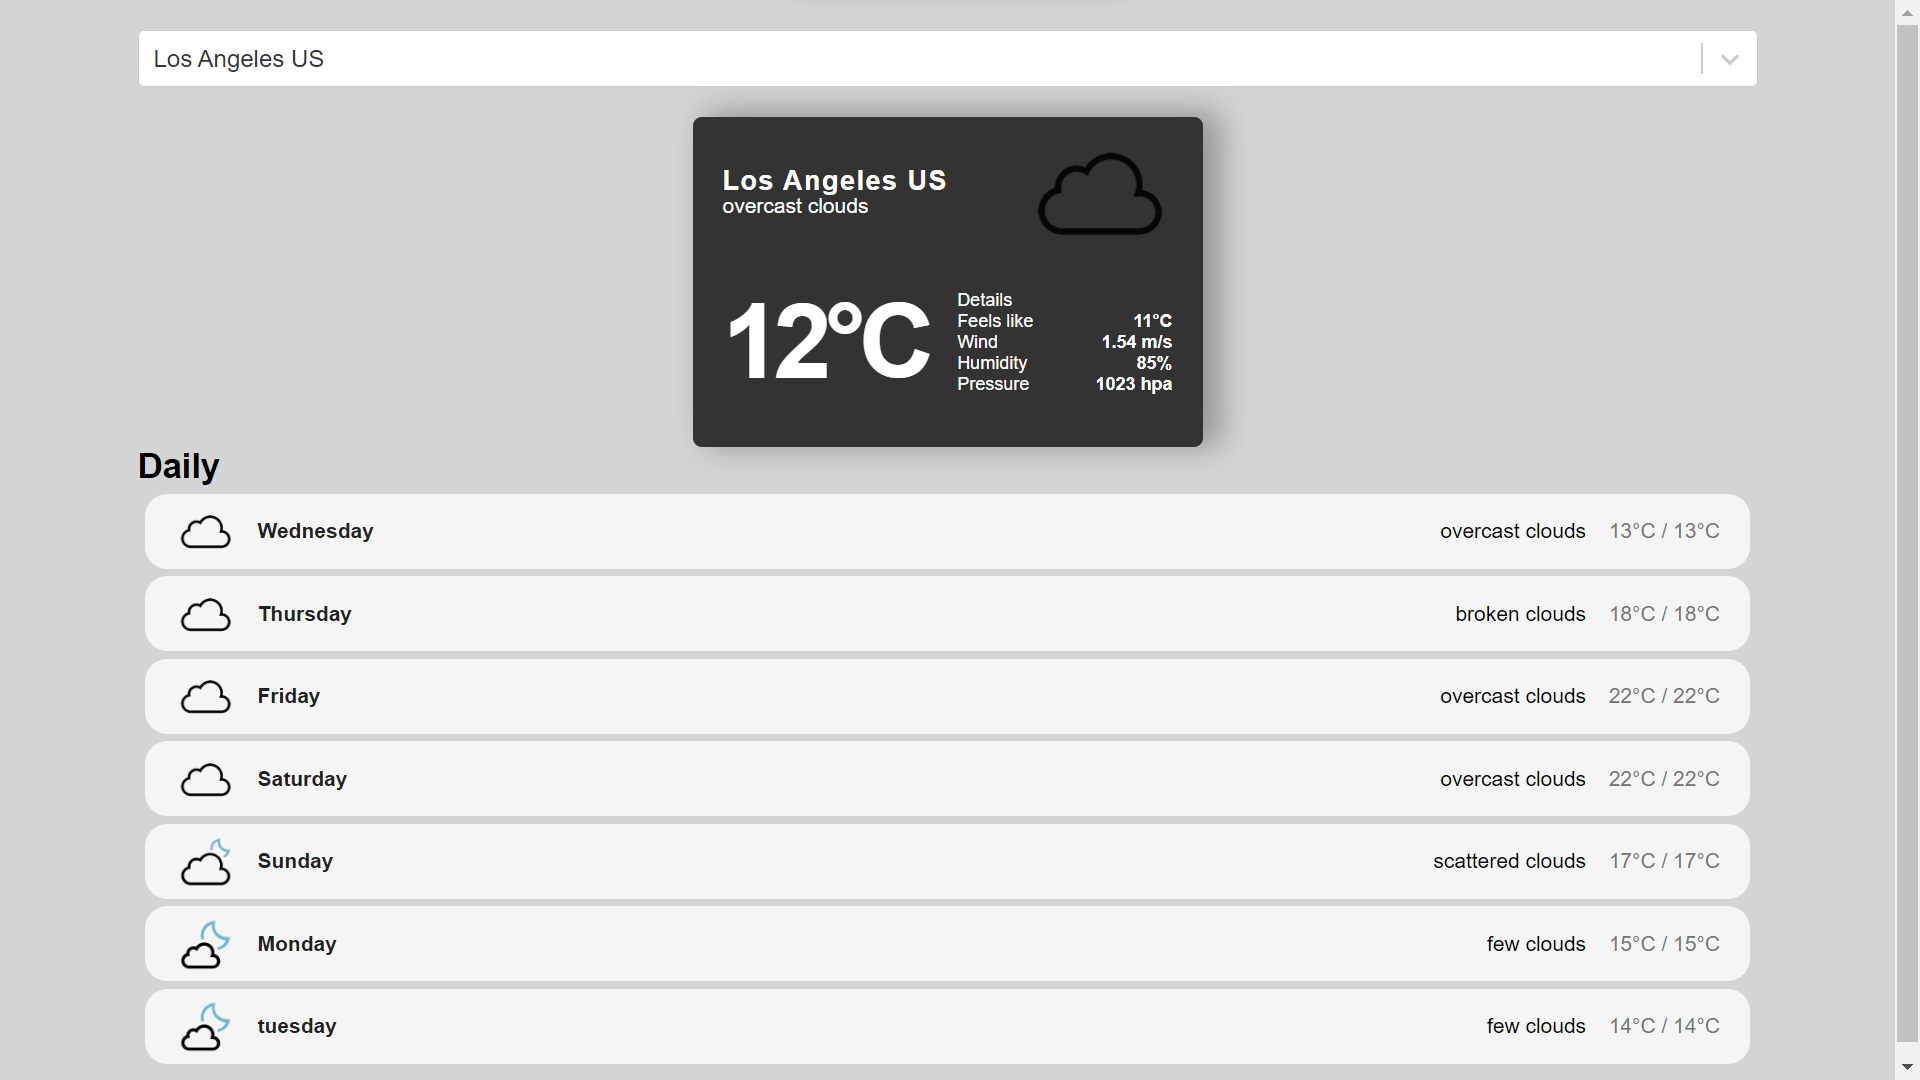 Los Angeles US
Los Angeles US
overcast clouds
12°C
Details
Feels like 11°C
Wind 1.54 m/s
Humidity 85%
Pressure 1023 hpa
Daily
Wednesday overcast clouds 13°C / 13°C
Thursday broken clouds 18°C / 18°C
Friday overcast clouds 22°C / 22°C
Saturday overcast clouds 22°C / 22°C
Sunday scattered clouds 17°C / 17°C
Monday few clouds 15°C / 15°C
tuesday few clouds 14°C / 14°C